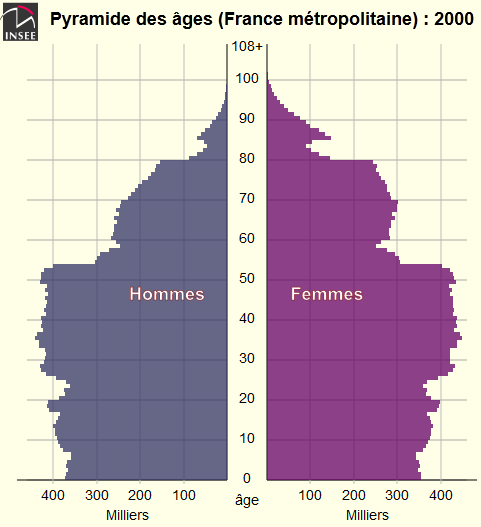 INSEE
Pyramide des âges (France métropolitaine) : 2000
108+
100
90
80
70
60
50
40
30
20
10
0
Hommes
Femmes
400 300 200 100
âge
100 200 300 400
Milliers
Milliers